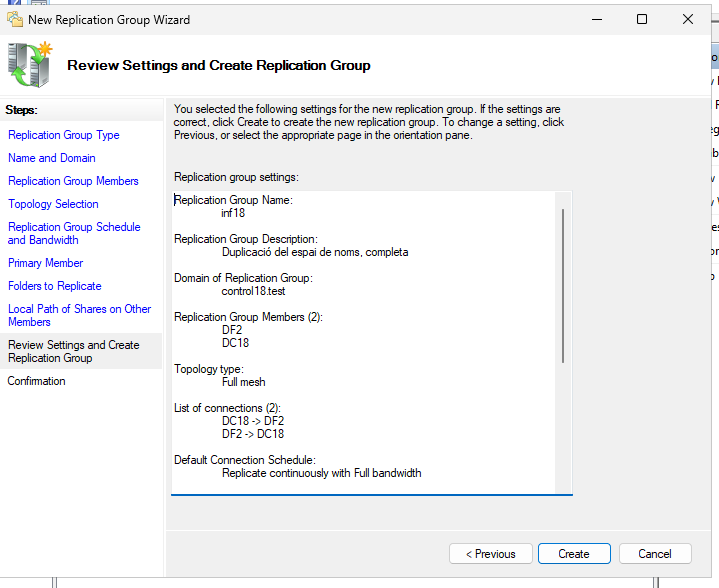 New Replication Group Wizard
Review Settings and Create Replication Group
Steps:
Replication Group Type
Name and Domain
Replication Group Members
Topology Selection
Replication Group Schedule
and Bandwidth
Primary Member
Folders to Replicate
Local Path of Shares on Other
Members
Review Settings and Create
Replication Group
Confirmation
You selected the following settings for the new replication group. If the settings are
correct, click Create to create the new replication group. To change a setting, click
Previous, or select the appropriate page in the orientation pane.
Replication group settings:
Replication Group Name:
inf18
Replication Group Description:
Duplicació del espai de noms, completa
Domain of Replication Group:
control18.test
Replication Group Members (2):
DF2
DC18
Topology type:
Full mesh
List of connections (2):
DC18 -> DF2
DF2 -> DC18
Default Connection Schedule:
Replicate continuously with Full bandwidth
< Previous
Create
Cancel